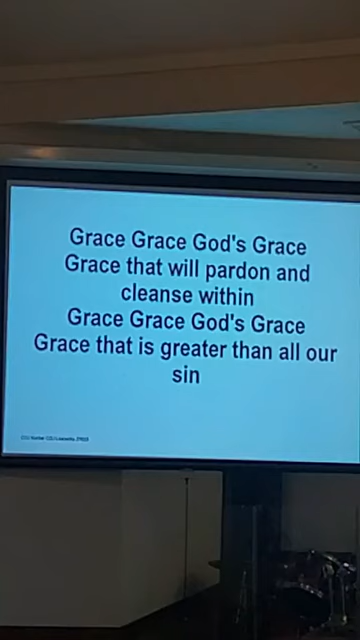 Grace Grace God's Grace
Grace that will pardon and
cleanse within
Grace Grace God's Grace
Grace that is greater than all our
sin